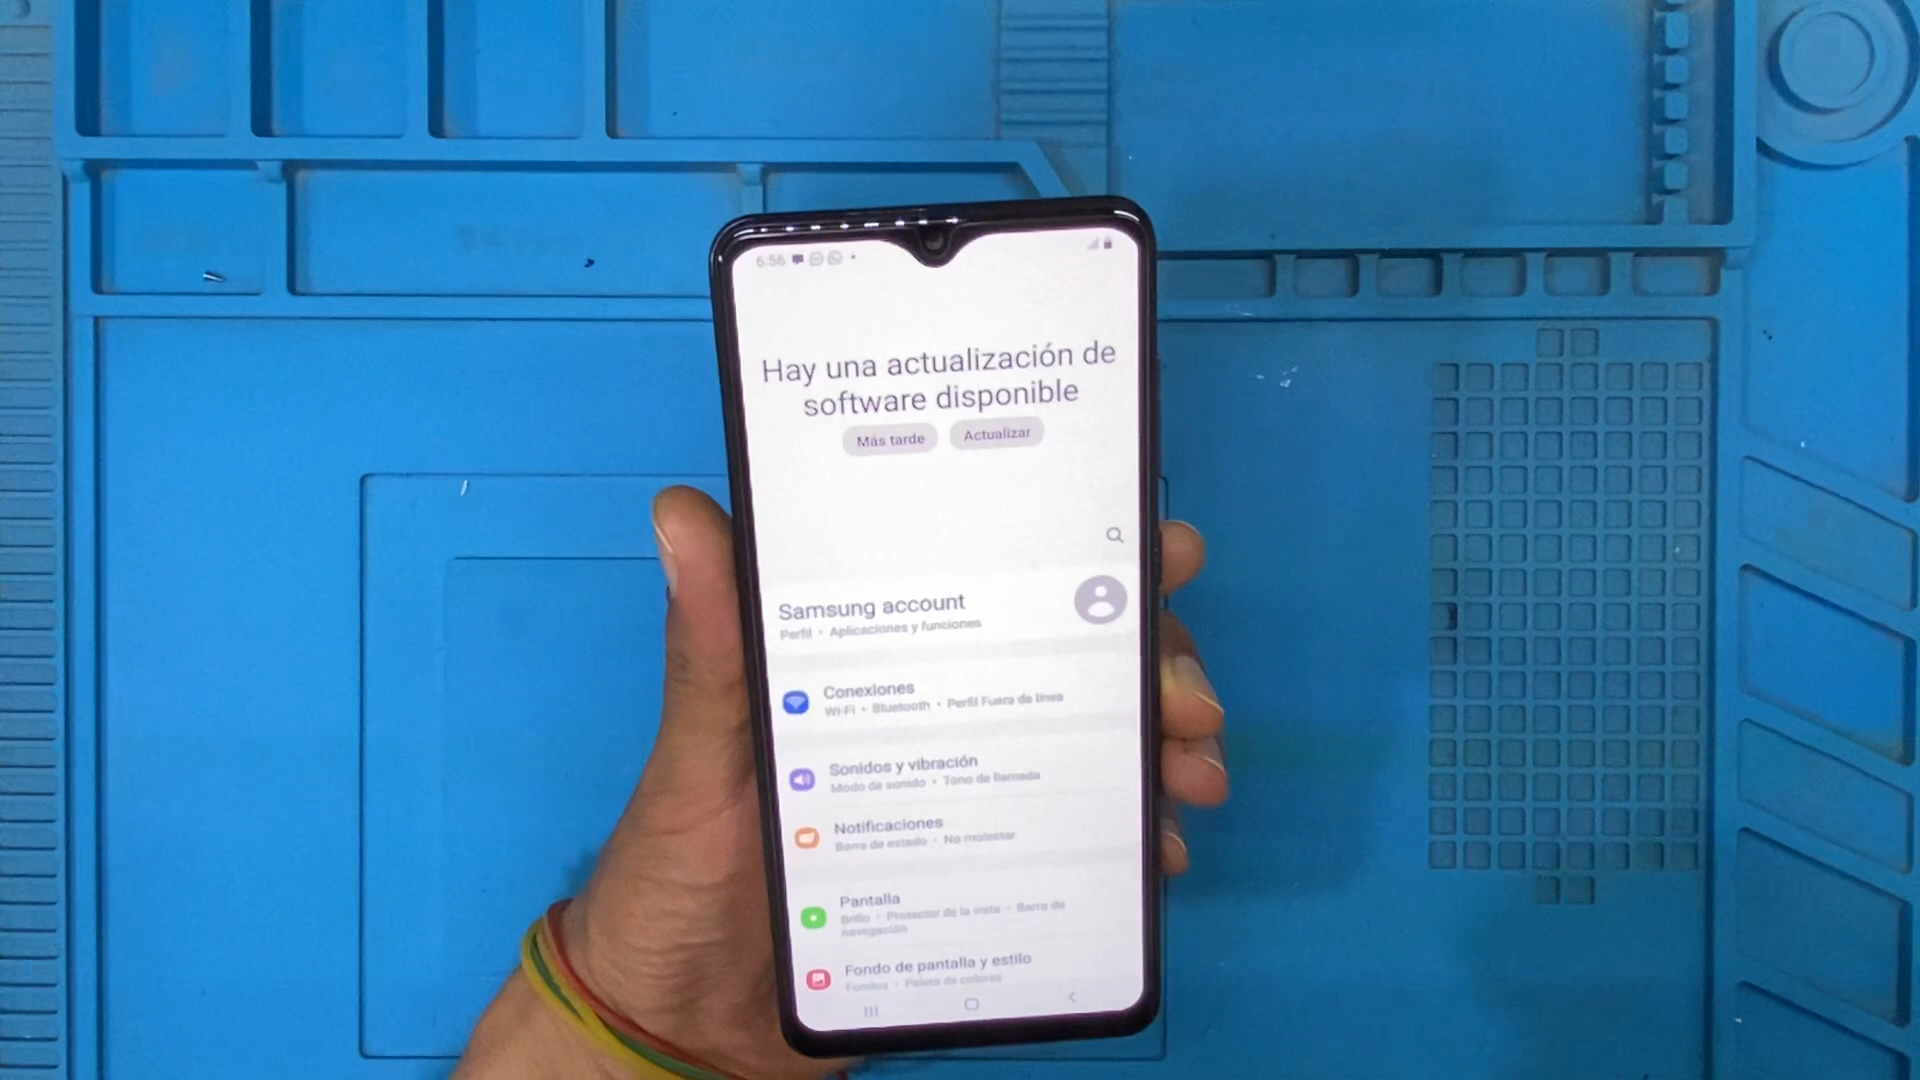 6:56
Hay una actualización de
software disponible
Más tarde
Actualizar
Samsung account
Perfil • Aplicaciones y funciones
Conexiones
Wi-Fi • Bluetooth • Perfil Fuera de línea
Sonidos y vibración
Modo de sonido • Tono de llamada
Notificaciones
Barra de estado • No molestar
Pantalla
Brillo • Protector de la vista • Barra de
navegación
Fondo de pantalla y estilo
Fondos • Paleta de colores